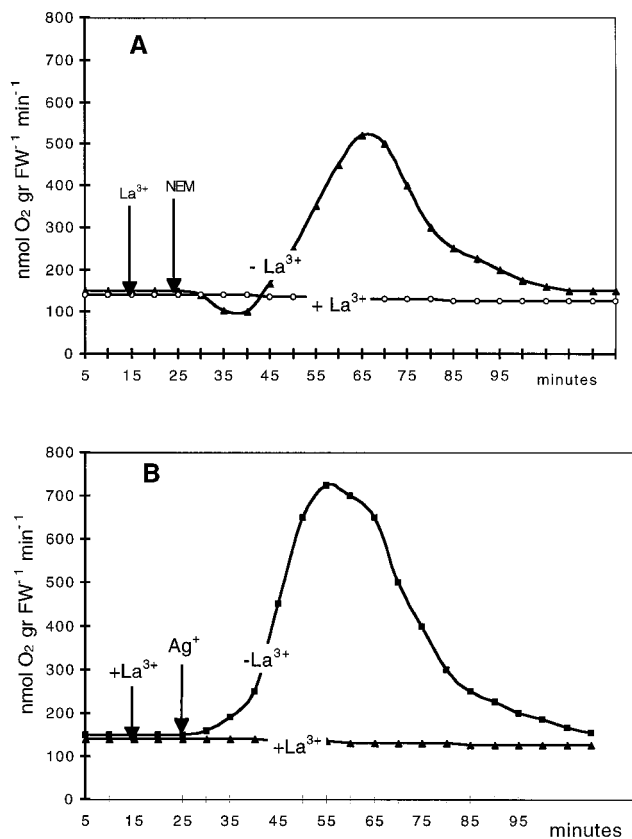 A
800
700
600
500
400
300
200
100
0
nmol O₂ gr FW⁻¹ min⁻¹
La³⁺
NEM
- La³⁺
+ La³⁺
5 15 25 35 45 55 65 75 85 95 minutes
B
800
700
600
500
400
300
200
100
0
nmol O₂ gr FW⁻¹ min⁻¹
+La³⁺
Ag⁺
-La³⁺
+La³⁺
5 15 25 35 45 55 65 75 85 95 minutes